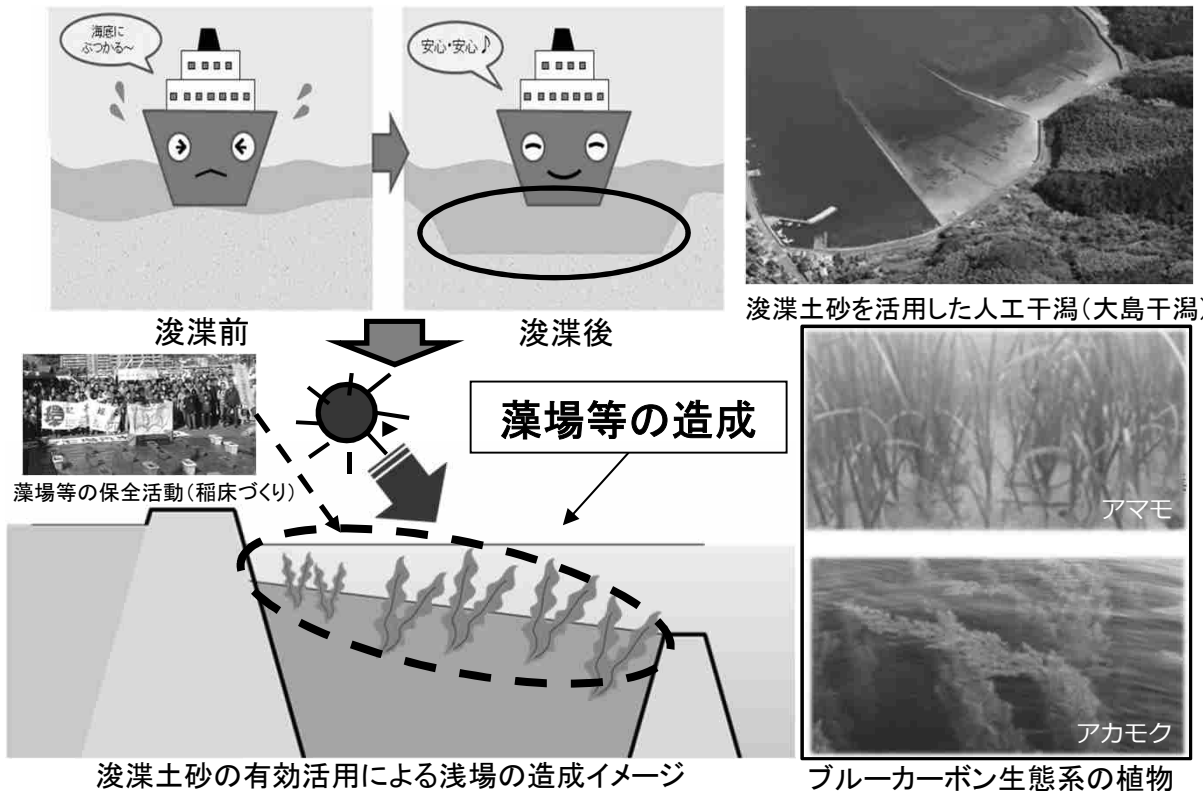 海底に
ぶつかる～
安心・安心♪
浚渫前
浚渫後
浚渫土砂を活用した人工干潟(大島干潟)
藻場等の造成
藻場等の保全活動(稲床づくり)
アマモ
アカモク
浚渫土砂の有効活用による浅場の造成イメージ
ブルーカーボン生態系の植物